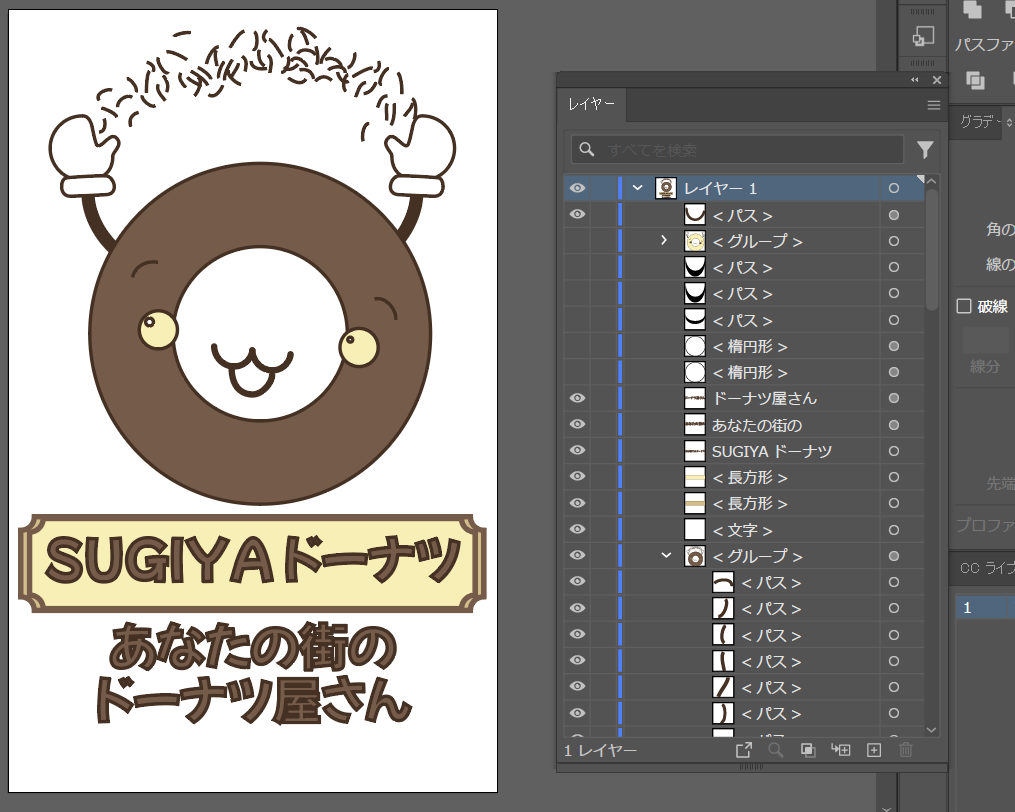 SUGIYA ドーナツ
あなたの街の
ドーナツ屋さん
レイヤー
すべてを検索
レイヤー 1
< パス >
< グループ >
< パス >
< パス >
< パス >
< 楕円形 >
< 楕円形 >
ドーナツ屋さん
あなたの街の
SUGIYA ドーナツ
< 長方形 >
< 長方形 >
< 文字 >
< グループ >
< パス >
< パス >
< パス >
< パス >
< パス >
< パス >
1 レイヤー
パスファ
グラデー
角の
線の
破線
線分
先端
プロファ
CC ライブ
1